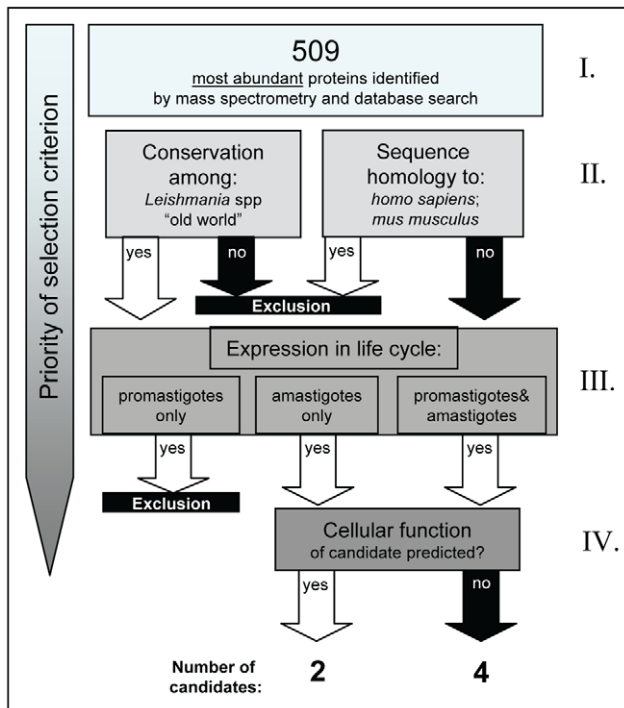 Priority of selection criterion
509
most abundant proteins identified
by mass spectrometry and database search
I.
Conservation
among:
Leishmania spp
"old world"
Sequence
homology to:
homo sapiens;
mus musculus
II.
yes
no
yes
no
Exclusion
Expression in life cycle:
III.
promastigotes
only
amastigotes
only
promastigotes&
amastigotes
yes
yes
yes
Exclusion
Cellular function
of candidate predicted?
IV.
yes
no
Number of
candidates:
2
4